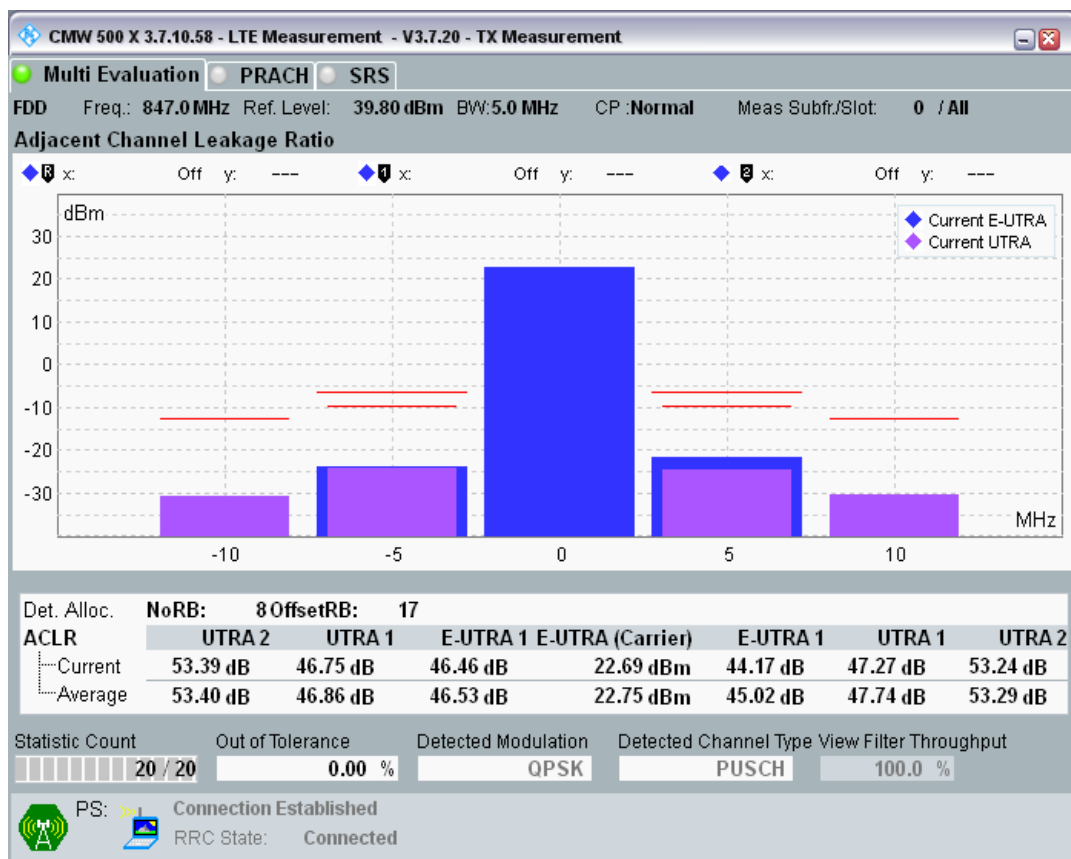 CMW 500 X 3.7.10.58 - LTE Measurement - V3.7.20 - TX Measurement
Multi Evaluation PRACH SRS
FDD Freq.: 847.0 MHz Ref. Level: 39.80 dBm BW:5.0 MHz CP :Normal Meas Subfr./Slot: 0 / All
Adjacent Channel Leakage Ratio
R x: Off y: --- 1 x: Off y: --- 2 x: Off y: ---
dBm
Current E-UTRA
Current UTRA
30
20
10
0
-10
-20
-30
MHz
-10 -5 0 5 10
Det. Alloc. NoRB: 8 OffsetRB: 17
ACLR UTRA 2 UTRA 1 E-UTRA 1 E-UTRA (Carrier) E-UTRA 1 UTRA 1 UTRA 2
Current 53.39 dB 46.75 dB 46.46 dB 22.69 dBm 44.17 dB 47.27 dB 53.24 dB
Average 53.40 dB 46.86 dB 46.53 dB 22.75 dBm 45.02 dB 47.74 dB 53.29 dB
Statistic Count Out of Tolerance Detected Modulation Detected Channel Type View Filter Throughput
20 / 20 0.00 % QPSK PUSCH 100.0 %
PS: Connection Established
RRC State: Connected